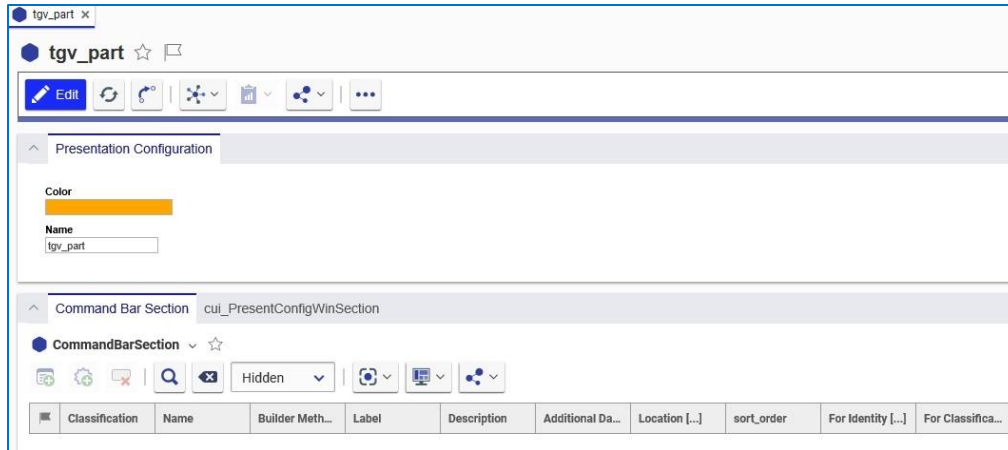 tgv_part ×
tgv_part
Edit
Presentation Configuration
Color
Name
tgv_part
Command Bar Section cui_PresentConfigWinSection
CommandBarSection
Hidden
Classification Name Builder Meth... Label Description Additional Da... Location [...] sort_order For Identity [...] For Classifica...